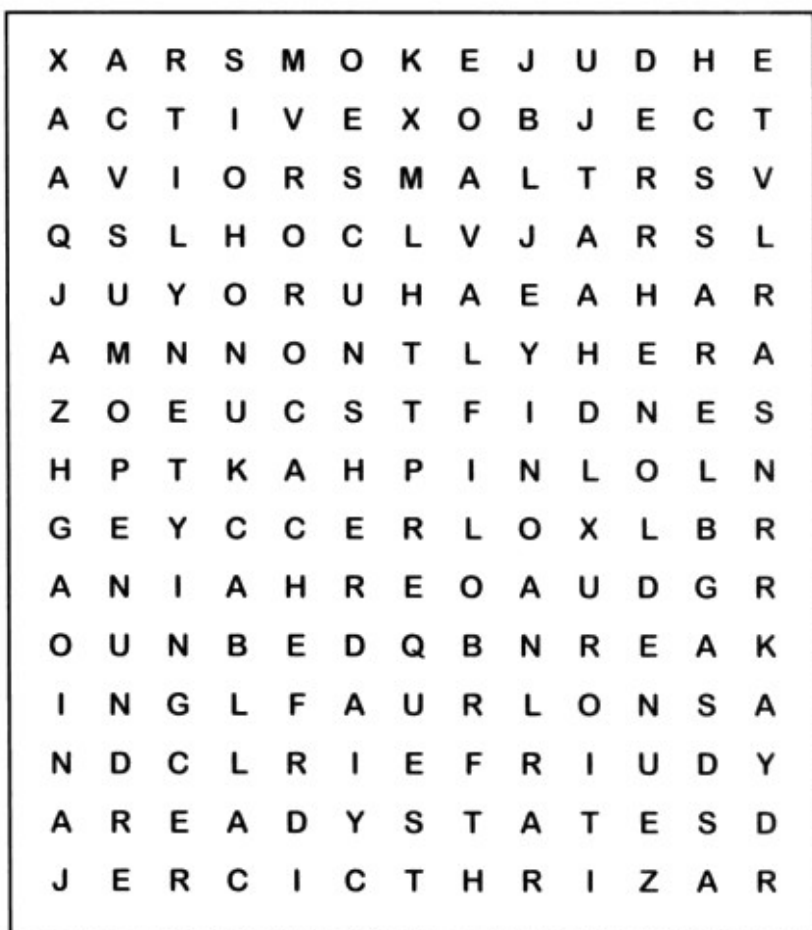 X A R S M O K E J U D H E
A C T I V E X O B J E C T
A V I O R S M A L T R S V
Q S L H O C L V J A R S L
J U Y O R U H A E A H A R
A M N N O N T L Y H E R A
Z O E U C S T F I D N E S
H P T K A H P I N L O L N
G E Y C C E R L O X L B R
A N I A H R E O A U D G R
O U N B E D Q B N R E A K
I N G L F A U R L O N S A
N D C L R I E F R I U D Y
A R E A D Y S T A T E S D
J E R C I C T H R I Z A R